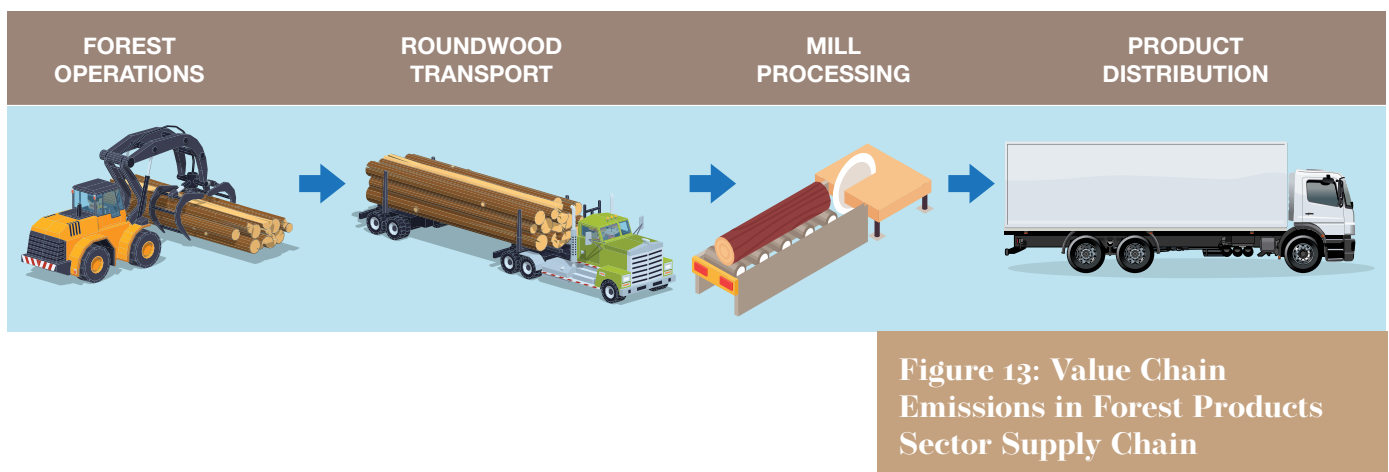 FOREST
OPERATIONS
ROUNDWOOD
TRANSPORT
MILL
PROCESSING
PRODUCT
DISTRIBUTION
Figure 13: Value Chain
Emissions in Forest Products
Sector Supply Chain